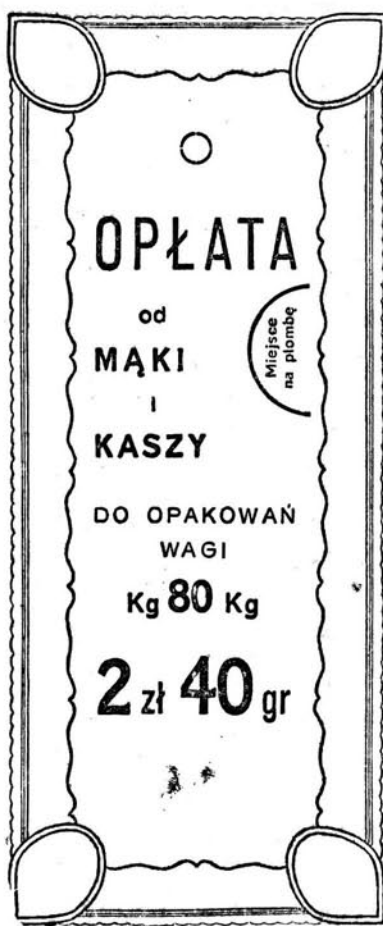 OPŁATA
od
MĄKI
i
KASZY
Miejsce
na plombę
DO OPAKOWAŃ
WAGI
Kg 80 Kg
2 zł 40 gr